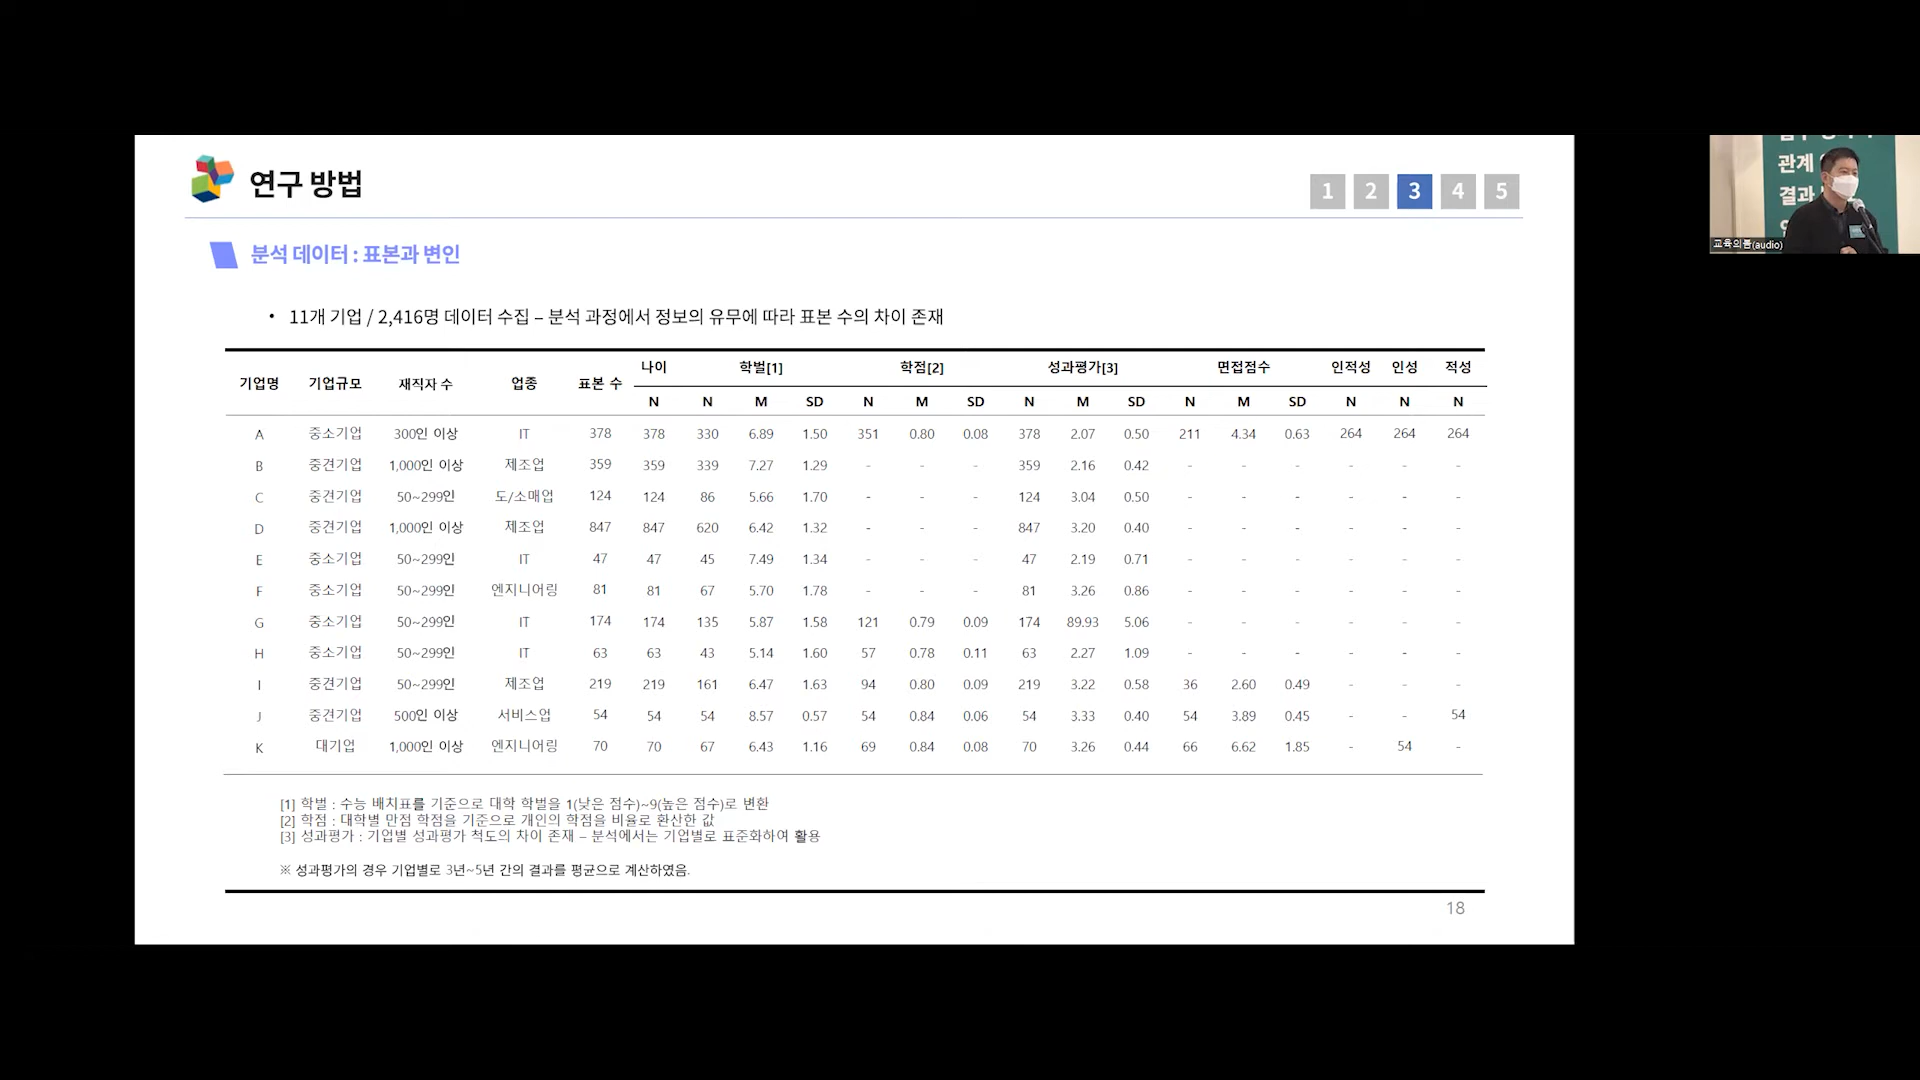 연구 방법
1 2 3 4 5
분석 데이터 : 표본과 변인
• 11개 기업 / 2,416명 데이터 수집 – 분석 과정에서 정보의 유무에 따라 표본 수의 차이 존재
기업명 기업규모 재직자 수 업종 표본 수 나이 학벌[1] 학점[2] 성과평가[3] 면접점수 인적성 인성 적성
N N M SD N M SD N M SD N M SD N N N
A 중소기업 300인 이상 IT 378 378 330 6.89 1.50 351 0.80 0.08 378 2.07 0.50 211 4.34 0.63 264 264 264
B 중견기업 1,000인 이상 제조업 359 359 339 7.27 1.29 - - - 359 2.16 0.42 - - - - - -
C 중견기업 50~299인 도/소매업 124 124 86 5.66 1.70 - - - 124 3.04 0.50 - - - - - -
D 중견기업 1,000인 이상 제조업 847 847 620 6.42 1.32 - - - 847 3.20 0.40 - - - - - -
E 중소기업 50~299인 IT 47 47 45 7.49 1.34 - - - 47 2.19 0.71 - - - - - -
F 중소기업 50~299인 엔지니어링 81 81 67 5.70 1.78 - - - 81 3.26 0.86 - - - - - -
G 중소기업 50~299인 IT 174 174 135 5.87 1.58 121 0.79 0.09 174 89.93 5.06 - - - - - -
H 중소기업 50~299인 IT 63 63 43 5.14 1.60 57 0.78 0.11 63 2.27 1.09 - - - - - -
I 중견기업 50~299인 제조업 219 219 161 6.47 1.63 94 0.80 0.09 219 3.22 0.58 36 2.60 0.49 - - -
J 중견기업 500인 이상 서비스업 54 54 54 8.57 0.57 54 0.84 0.06 54 3.33 0.40 54 3.89 0.45 - - 54
K 대기업 1,000인 이상 엔지니어링 70 70 67 6.43 1.16 69 0.84 0.08 70 3.26 0.44 66 6.62 1.85 - 54 -
[1] 학벌 : 수능 배치표를 기준으로 대학 학벌을 1(낮은 점수)~9(높은 점수)로 변환
[2] 학점 : 대학별 만점 학점을 기준으로 개인의 학점을 비율로 환산한 값
[3] 성과평가 : 기업별 성과평가 척도의 차이 존재 – 분석에서는 기업별로 표준화하여 활용
※ 성과평가의 경우 기업별로 3년~5년 간의 결과를 평균으로 계산하였음.
18
관계
결과
교육의봄(audio)